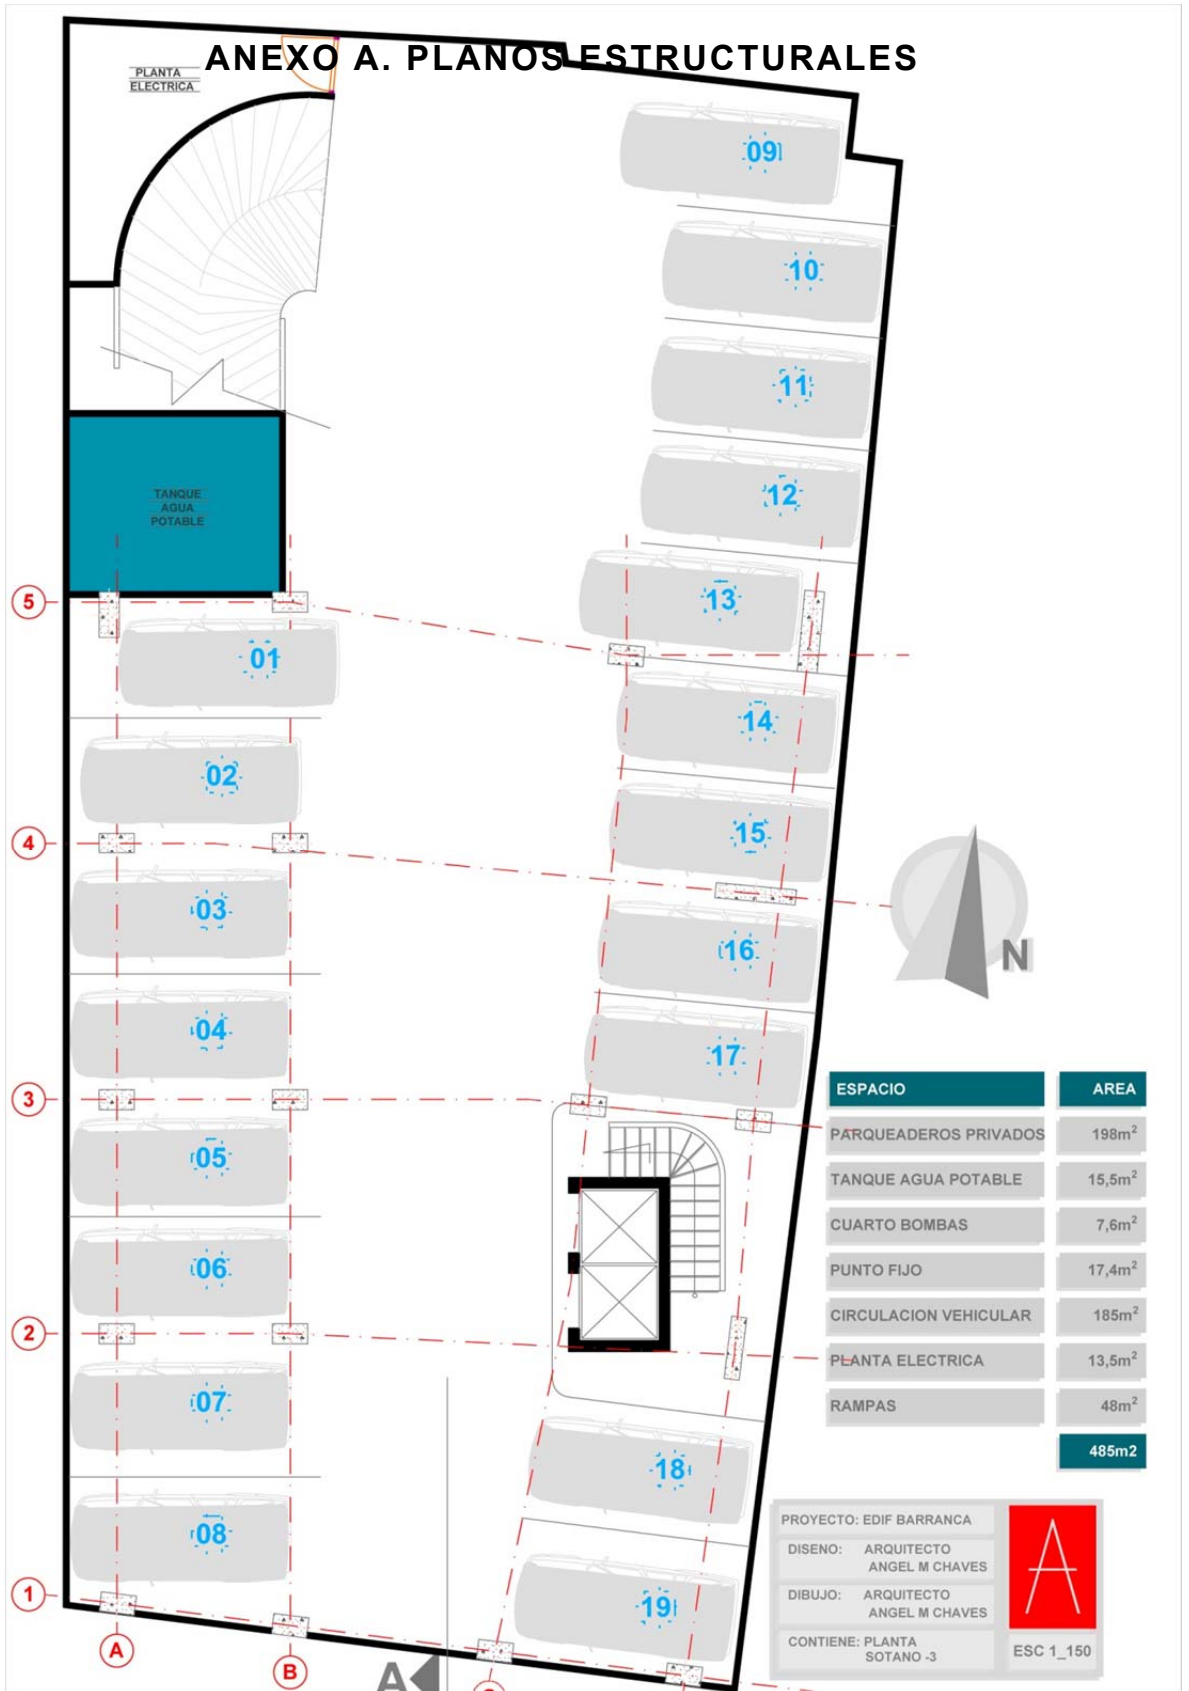 ANEXO A. PLANOS ESTRUCTURALES
PLANTA
ELECTRICA
09
10
11
12
TANQUE
AGUA
POTABLE
5
13
01
14
02
15
4
03
16
N
04
17
3
ESPACIO AREA
PARQUEADEROS PRIVADOS 198m²
TANQUE AGUA POTABLE 15,5m²
CUARTO BOMBAS 7,6m²
PUNTO FIJO 17,4m²
CIRCULACION VEHICULAR 185m²
PLANTA ELECTRICA 13,5m²
RAMPAS 48m²
485m2
05
06
2
07
18
08
19
1
A
B
A
PROYECTO: EDIF BARRANCA
DISENO: ARQUITECTO
ANGEL M CHAVES
DIBUJO: ARQUITECTO
ANGEL M CHAVES
CONTIENE: PLANTA
SOTANO -3
ESC 1_150